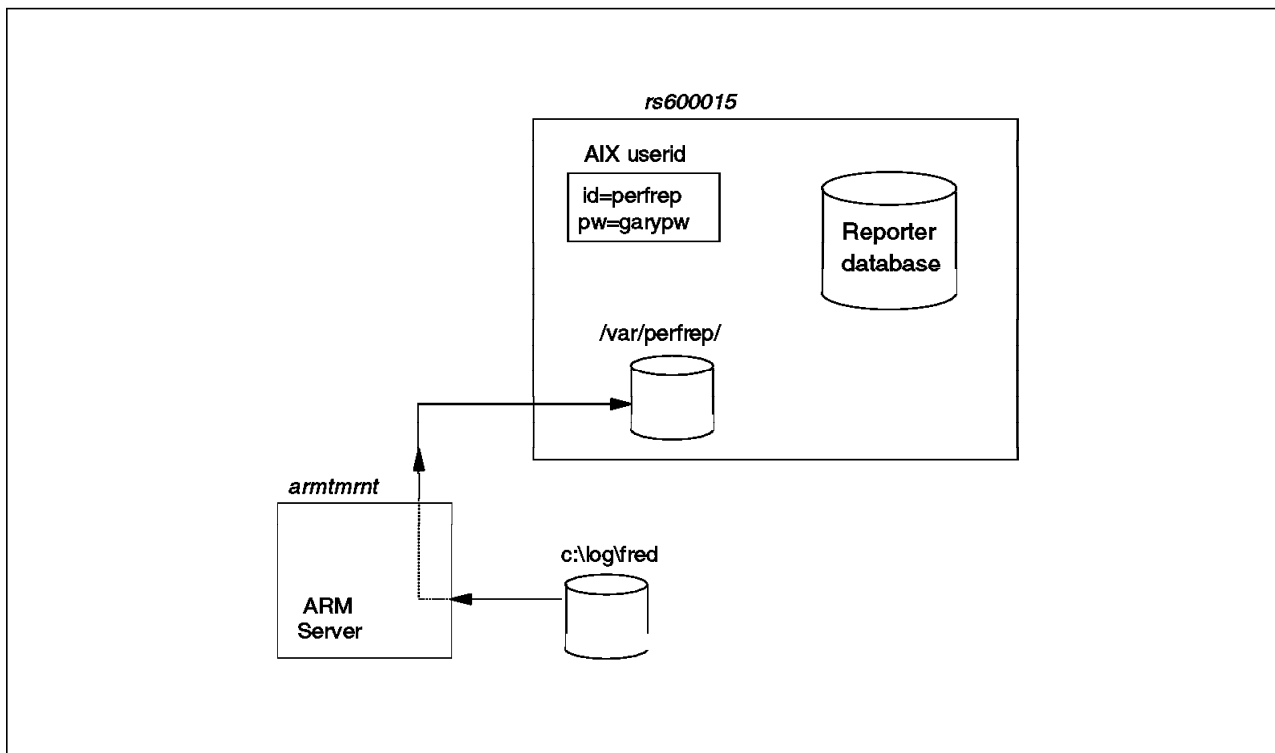 rs600015
AIX userid
id=perfrep
pw=garypw
Reporter
database
/var/perfrep/
armtmrnt
c:\log\fred
ARM
Server